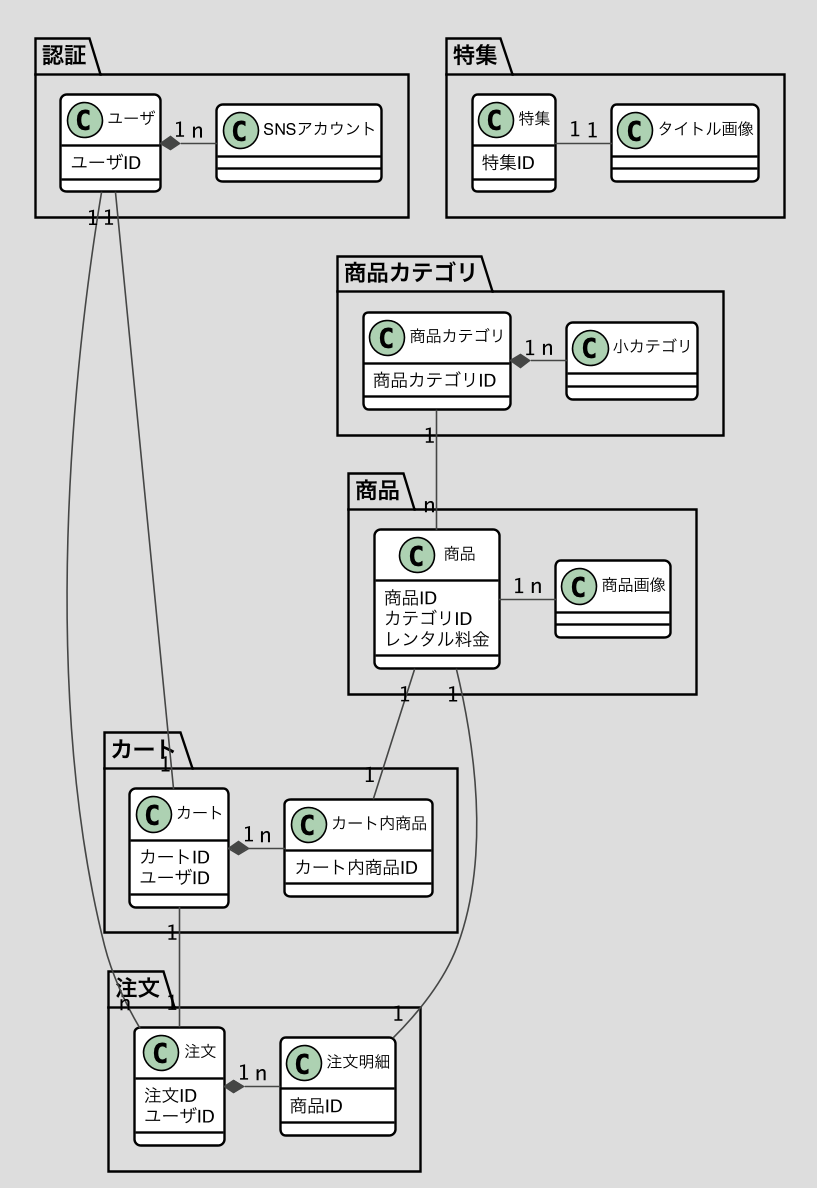 認証
C ユーザ
ユーザID
1 n
C SNSアカウント
特集
C 特集
特集ID
1 1
C タイトル画像
1 1
商品カテゴリ
C 商品カテゴリ
商品カテゴリID
1 n
C 小カテゴリ
1
n
商品
C 商品
商品ID
カテゴリID
レンタル料金
1 n
C 商品画像
1 1
カート
1
1
C カート
カートID
ユーザID
1 n
C カート内商品
カート内商品ID
1
注文
n
1
1
C 注文
注文ID
ユーザID
1 n
C 注文明細
商品ID